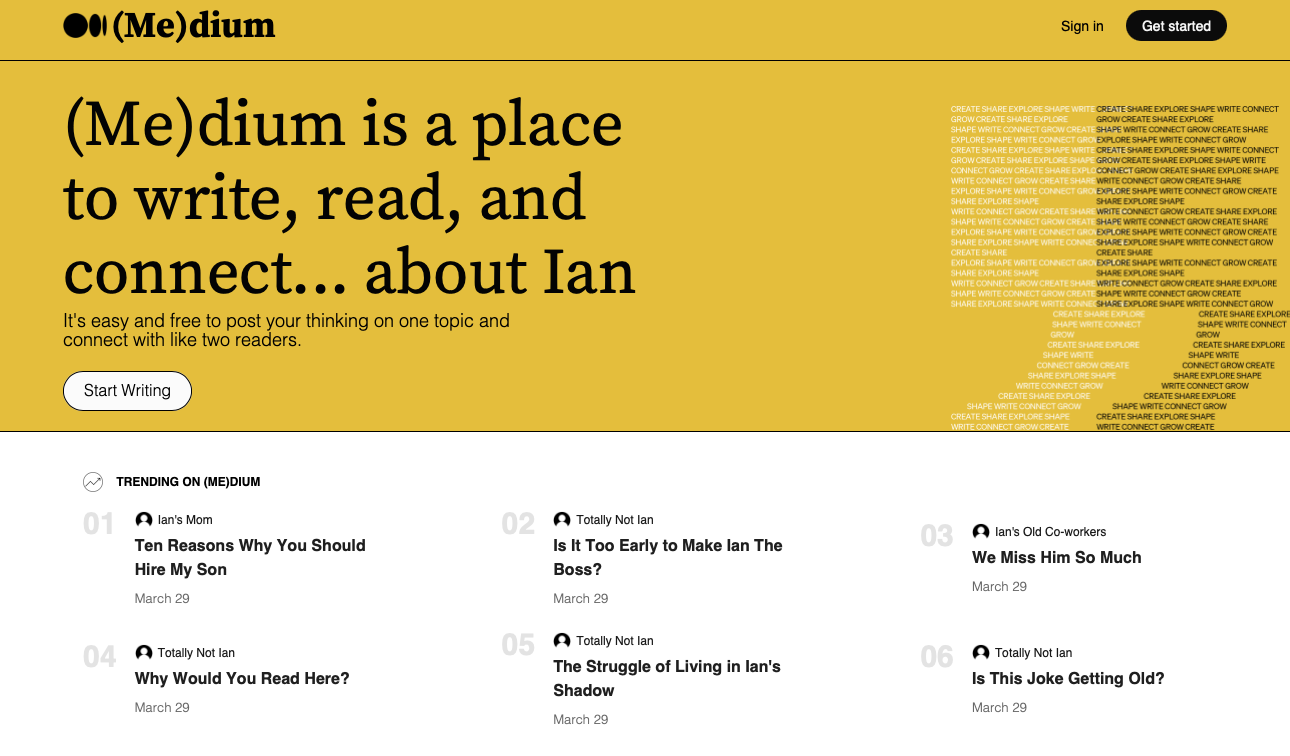 (Me)dium
Sign in
Get started
(Me)dium is a place
to write, read, and
connect... about Ian
It's easy and free to post your thinking on one topic and
connect with like two readers.
Start Writing
CREATE SHARE EXPLORE SHAPE WRITE CREATE SHARE EXPLORE SHAPE WRITE CONNECT
GROW CREATE SHARE EXPLORE GROW CREATE SHARE EXPLORE
SHAPE WRITE CONNECT GROW CREATE SHAPE WRITE CONNECT GROW CREATE SHARE
EXPLORE SHAPE WRITE CONNECT EXPLORE SHAPE WRITE CONNECT GROW
CREATE SHARE EXPLORE SHAPE WRITE CREATE SHARE EXPLORE SHAPE WRITE CONNECT
GROW CREATE SHARE EXPLORE SHAPE GROW CREATE SHARE EXPLORE SHAPE WRITE
CONNECT GROW CREATE SHARE CONNECT GROW CREATE SHARE EXPLORE SHAPE
WRITE CONNECT GROW CREATE SHARE WRITE CONNECT GROW CREATE SHARE
EXPLORE SHAPE WRITE CONNECT EXPLORE SHAPE WRITE CONNECT GROW CREATE
SHARE EXPLORE SHAPE SHARE EXPLORE SHAPE
WRITE CONNECT GROW CREATE SHARE WRITE CONNECT GROW CREATE SHARE EXPLORE
SHAPE WRITE CONNECT GROW CREATE SHAPE WRITE CONNECT GROW CREATE SHARE
EXPLORE SHAPE WRITE CONNECT EXPLORE SHAPE WRITE CONNECT GROW CREATE
SHARE EXPLORE SHAPE WRITE SHARE EXPLORE SHAPE WRITE CONNECT GROW
CREATE SHARE CREATE SHARE
EXPLORE SHAPE WRITE CONNECT EXPLORE SHAPE WRITE CONNECT GROW CREATE
SHARE EXPLORE SHAPE SHARE EXPLORE SHAPE
WRITE CONNECT GROW CREATE SHARE WRITE CONNECT GROW CREATE SHARE EXPLORE
SHAPE WRITE CONNECT GROW CREATE SHAPE WRITE CONNECT GROW CREATE
SHARE EXPLORE SHAPE WRITE SHARE EXPLORE SHAPE WRITE CONNECT GROW
CREATE SHARE EXPLORE CREATE SHARE EXPLORE
SHAPE WRITE CONNECT SHAPE WRITE CONNECT
GROW GROW
CREATE SHARE EXPLORE CREATE SHARE EXPLORE
SHAPE WRITE SHAPE WRITE
CONNECT GROW CREATE CONNECT GROW CREATE
SHARE EXPLORE SHAPE SHARE EXPLORE SHAPE
WRITE CONNECT GROW WRITE CONNECT GROW
CREATE SHARE EXPLORE CREATE SHARE EXPLORE
SHAPE WRITE CONNECT GROW SHAPE WRITE CONNECT GROW
CREATE SHARE EXPLORE SHAPE CREATE SHARE EXPLORE SHAPE
WRITE CONNECT GROW CREATE WRITE CONNECT GROW CREATE
TRENDING ON (ME)DIUM
01
Ian's Mom
Ten Reasons Why You Should
Hire My Son
March 29
02
Totally Not Ian
Is It Too Early to Make Ian The
Boss?
March 29
03
Ian's Old Co-workers
We Miss Him So Much
March 29
04
Totally Not Ian
Why Would You Read Here?
March 29
05
Totally Not Ian
The Struggle of Living in Ian's
Shadow
March 29
06
Totally Not Ian
Is This Joke Getting Old?
March 29